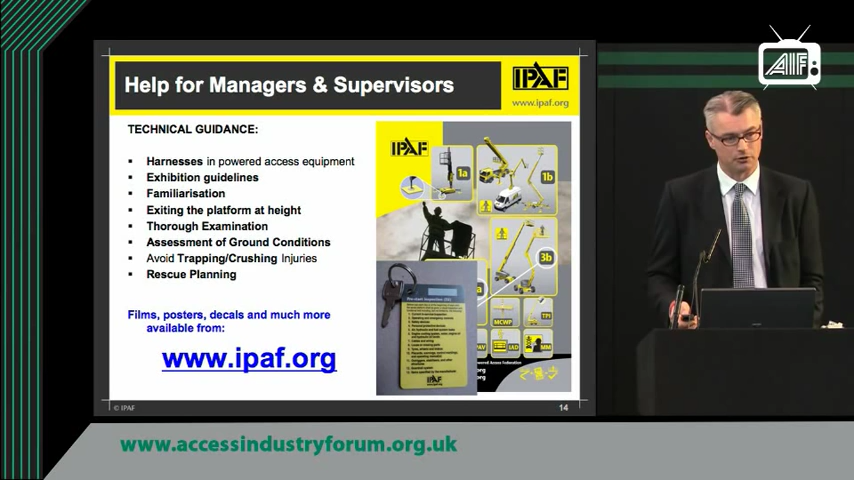 AIF
Help for Managers & Supervisors
IPAF
www.ipaf.org
TECHNICAL GUIDANCE:
▪ Harnesses in powered access equipment
▪ Exhibition guidelines
▪ Familiarisation
▪ Exiting the platform at height
▪ Thorough Examination
▪ Assessment of Ground Conditions
▪ Avoid Trapping/Crushing Injuries
▪ Rescue Planning
Films, posters, decals and much more
available from:
www.ipaf.org
IPAF
1a
1b
3b
MCWP
TPI
IAD
MM
IPAF
© IPAF
14
www.accessindustryforum.org.uk